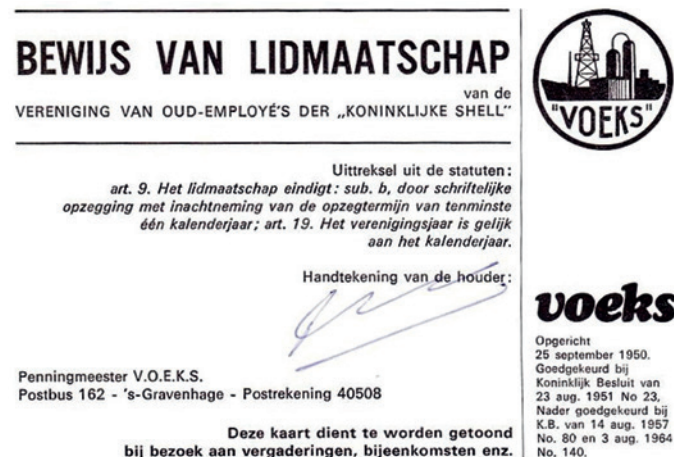 BEWIJS VAN LIDMAATSCHAP
van de
VERENIGING VAN OUD-EMPLOYÉ'S DER „KONINKLIJKE SHELL"
Uittreksel uit de statuten:
art. 9. Het lidmaatschap eindigt: sub. b, door schriftelijke
opzegging met inachtneming van de opzegtermijn van tenminste
één kalenderjaar; art. 19. Het verenigingsjaar is gelijk
aan het kalenderjaar.
Handtekening van de houder:
Penningmeester V.O.E.K.S.
Postbus 162 - 's-Gravenhage - Postrekening 40508
Deze kaart dient te worden getoond
bij bezoek aan vergaderingen, bijeenkomsten enz.
"VOEKS"
voeks
Opgericht
25 september 1950.
Goedgekeurd bij
Koninklijk Besluit van
23 aug. 1951 No 23,
Nader goedgekeurd bij
K.B. van 14 aug. 1957
No. 80 en 3 aug. 1964
No. 140.